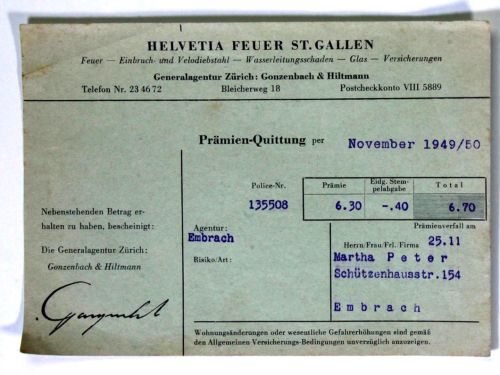 HELVETIA FEUER ST. GALLEN
Feuer — Einbruch- und Velodiebstahl — Wasserleitungsschaden — Glas — Versicherungen
Generalagentur Zürich: Gonzenbach & Hiltmann
Telefon Nr. 23 46 72 Bleicherweg 18 Postcheckkonto VIII 5889
Prämien-Quittung per November 1949/50
Police-Nr. Prämie Eidg. Stem- Total
pelabgabe
135508 6.30 -.40 6.70
Nebenstehenden Betrag er-
halten zu haben, bescheinigt:
Die Generalagentur Zürich:
Gonzenbach & Hiltmann
Agentur:
Embrach
Risiko/Art:
Prämienverfall am
25.11
Herrn/Frau/Frl. Firma
Martha Peter
Schützenhausstr.154
Embrach
Wohnungsänderungen oder wesentliche Gefahrerhöhungen sind gemäß
den Allgemeinen Versicherungs-Bedingungen unverzüglich anzuzeigen.